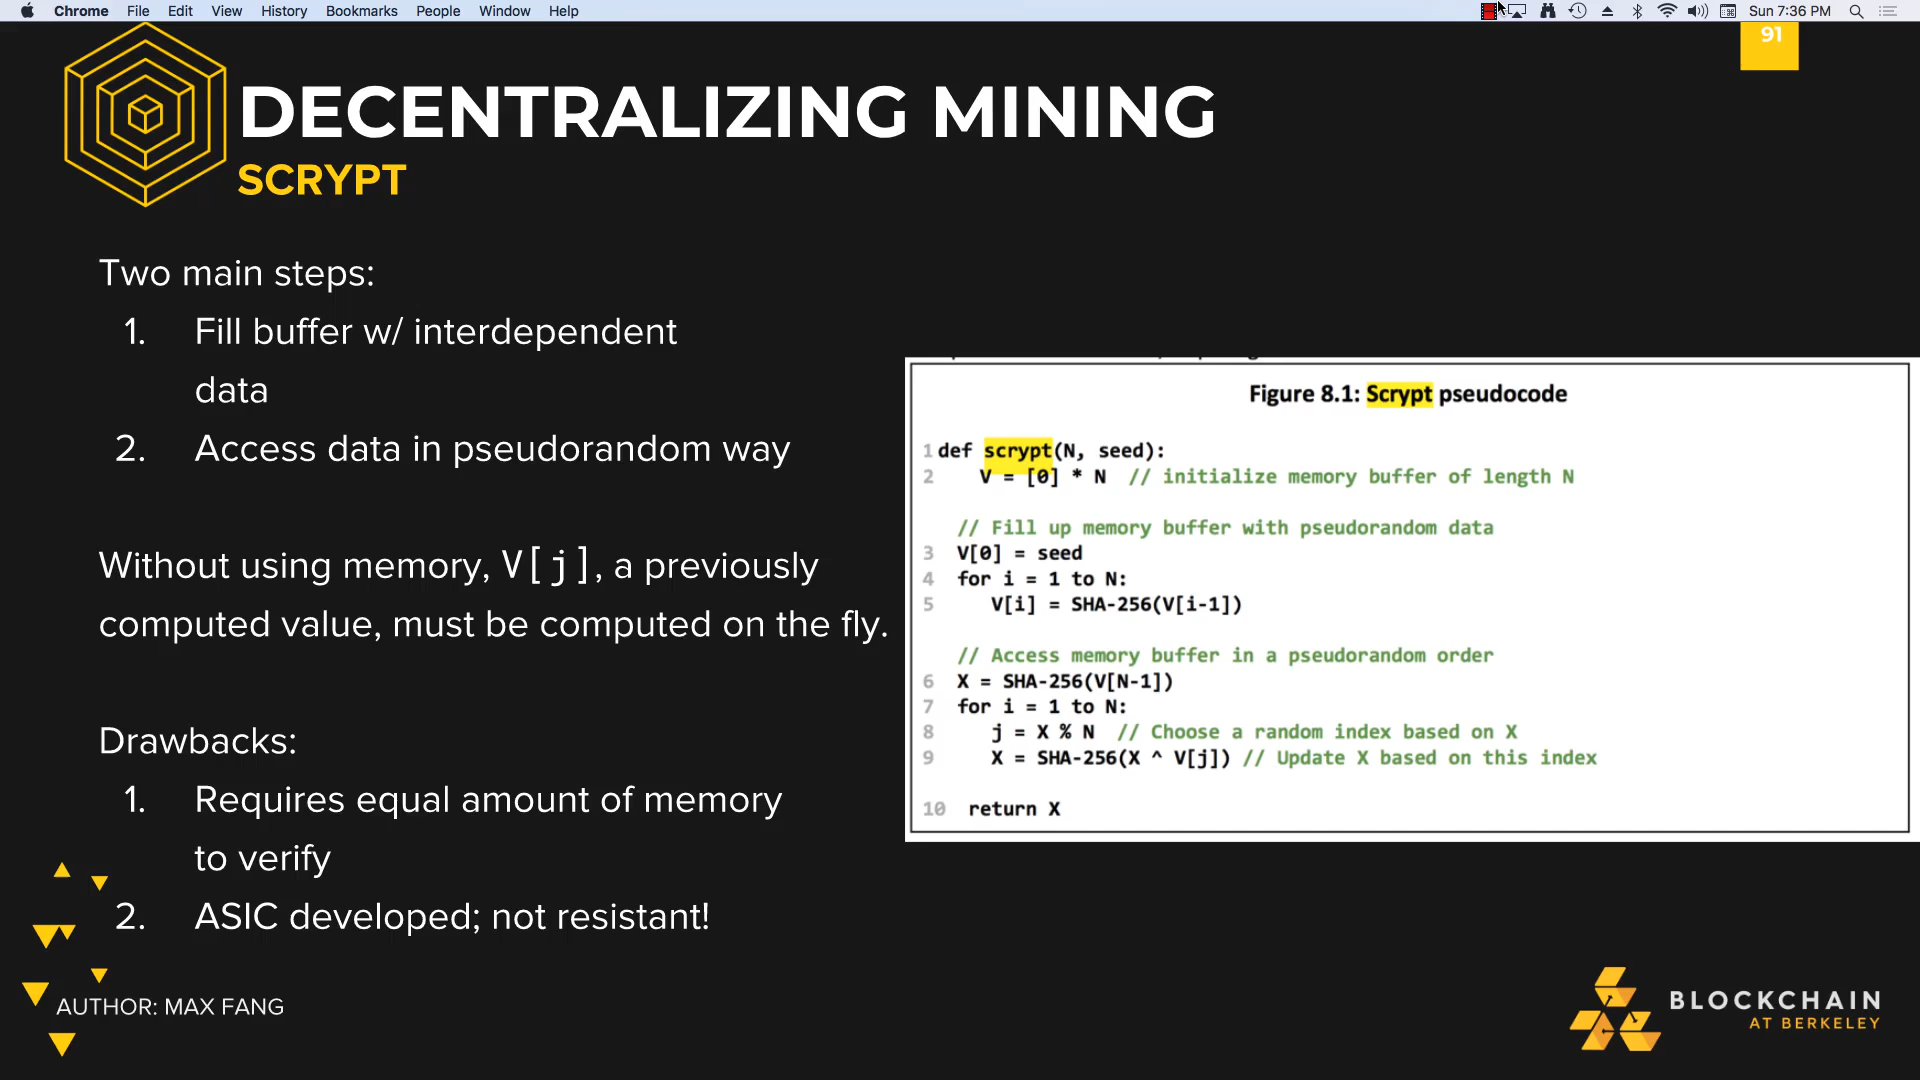 Chrome File Edit View History Bookmarks People Window Help Sun 7:36 PM
91
DECENTRALIZING MINING
SCRYPT
Two main steps:
1. Fill buffer w/ interdependent
data
2. Access data in pseudorandom way
Without using memory, V[j], a previously
computed value, must be computed on the fly.
Drawbacks:
1. Requires equal amount of memory
to verify
2. ASIC developed; not resistant!
AUTHOR: MAX FANG
Figure 8.1: Scrypt pseudocode
1 def scrypt(N, seed):
2 V = [0] * N // initialize memory buffer of length N
// Fill up memory buffer with pseudorandom data
3 V[0] = seed
4 for i = 1 to N:
5 V[i] = SHA-256(V[i-1])
// Access memory buffer in a pseudorandom order
6 X = SHA-256(V[N-1])
7 for i = 1 to N:
8 j = X % N // Choose a random index based on X
9 X = SHA-256(X ^ V[j]) // Update X based on this index
10 return X
BLOCKCHAIN
AT BERKELEY